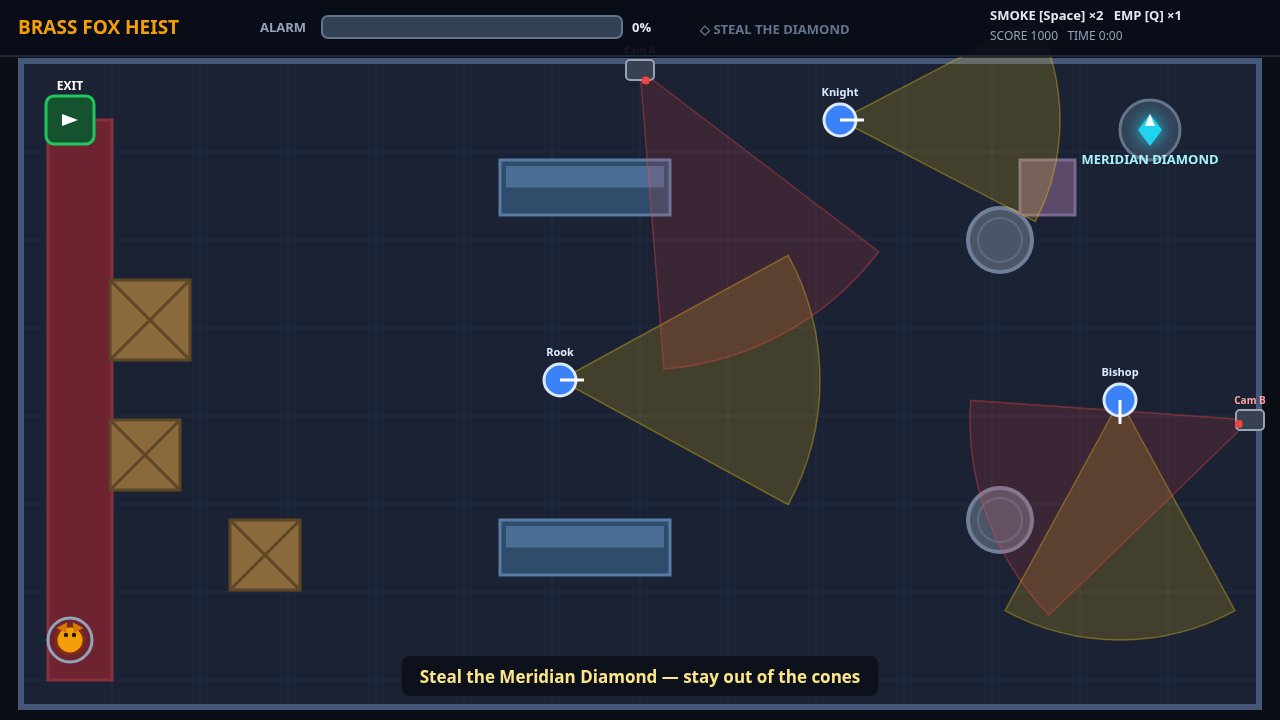 BRASS FOX HEIST
ALARM
0%
◇ STEAL THE DIAMOND
SMOKE [Space] ×2 EMP [Q] ×1
SCORE 1000 TIME 0:00
Cam A
EXIT
Knight
MERIDIAN DIAMOND
Rook
Bishop
Cam B
Steal the Meridian Diamond — stay out of the cones